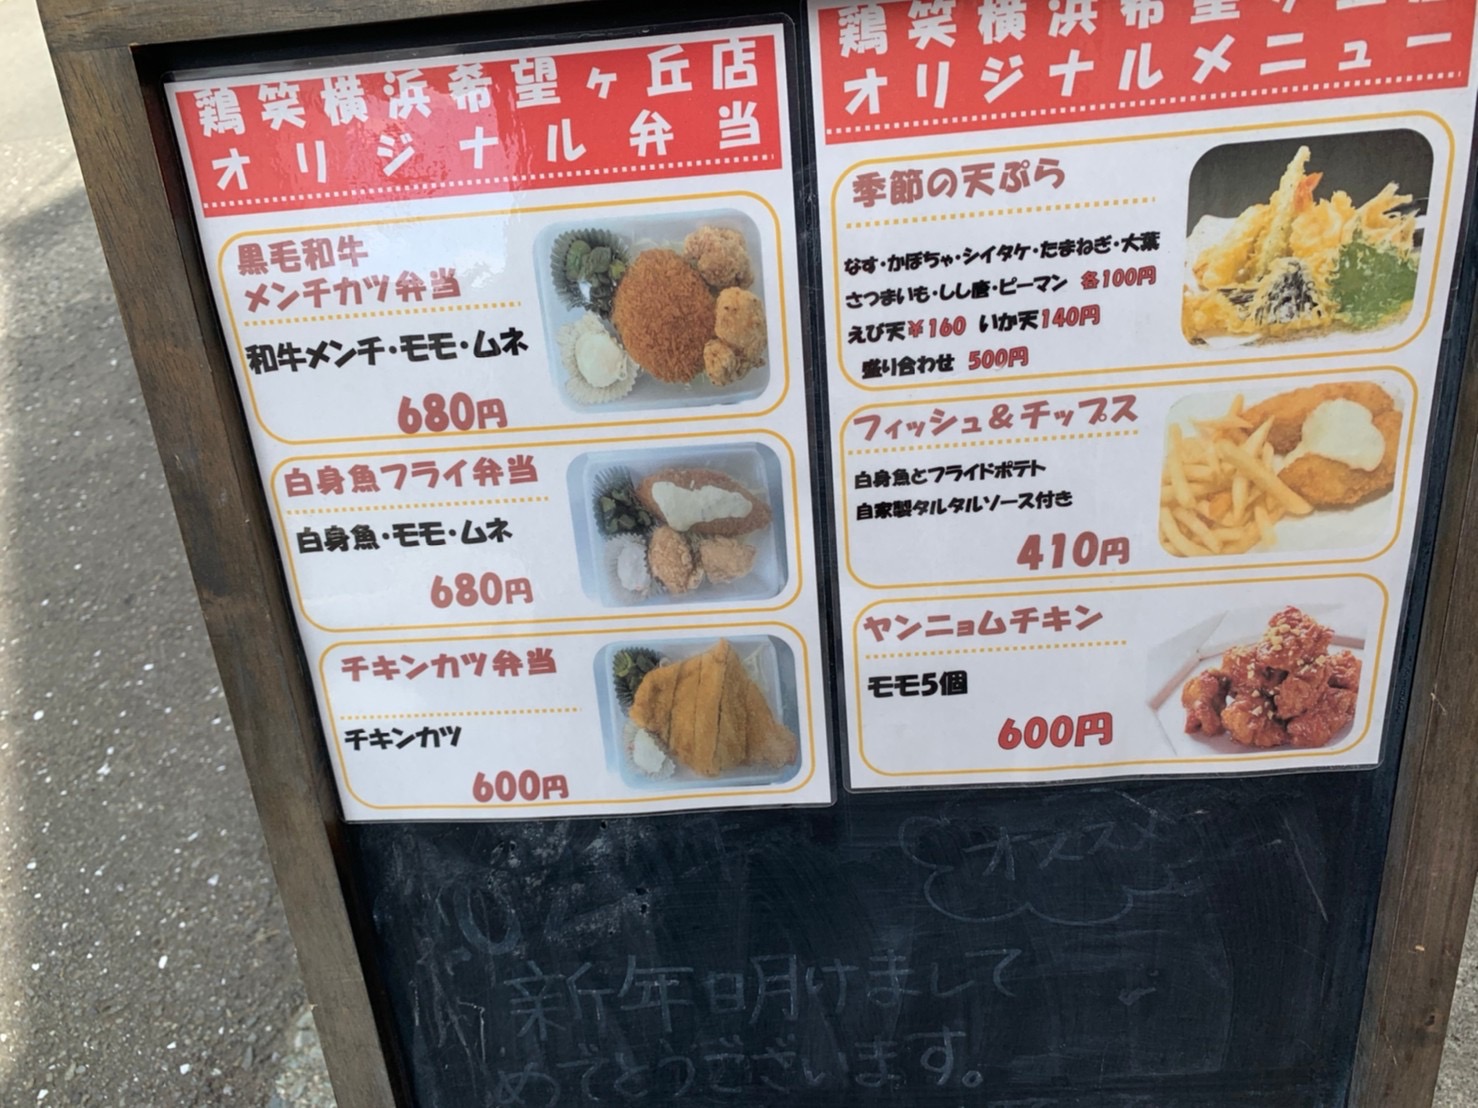 鶏笑横浜希望ヶ丘店
オリジナル弁当
黒毛和牛
メンチカツ弁当
和牛メンチ・モモ・ムネ
680円
白身魚フライ弁当
白身魚・モモ・ムネ
680円
チキンカツ弁当
チキンカツ
600円
鶏笑横浜希望ヶ丘店
オリジナルメニュー
季節の天ぷら
なす・かぼちゃ・シイタケ・たまねぎ・大葉
さつまいも・しし唐・ピーマン 各100円
えび天¥160 いか天140円
盛り合わせ 500円
フィッシュ&チップス
白身魚とフライドポテト
自家製タルタルソース付き
410円
ヤンニョムチキン
モモ5個
600円
オススメ
新年明けまして
めでとうございます。